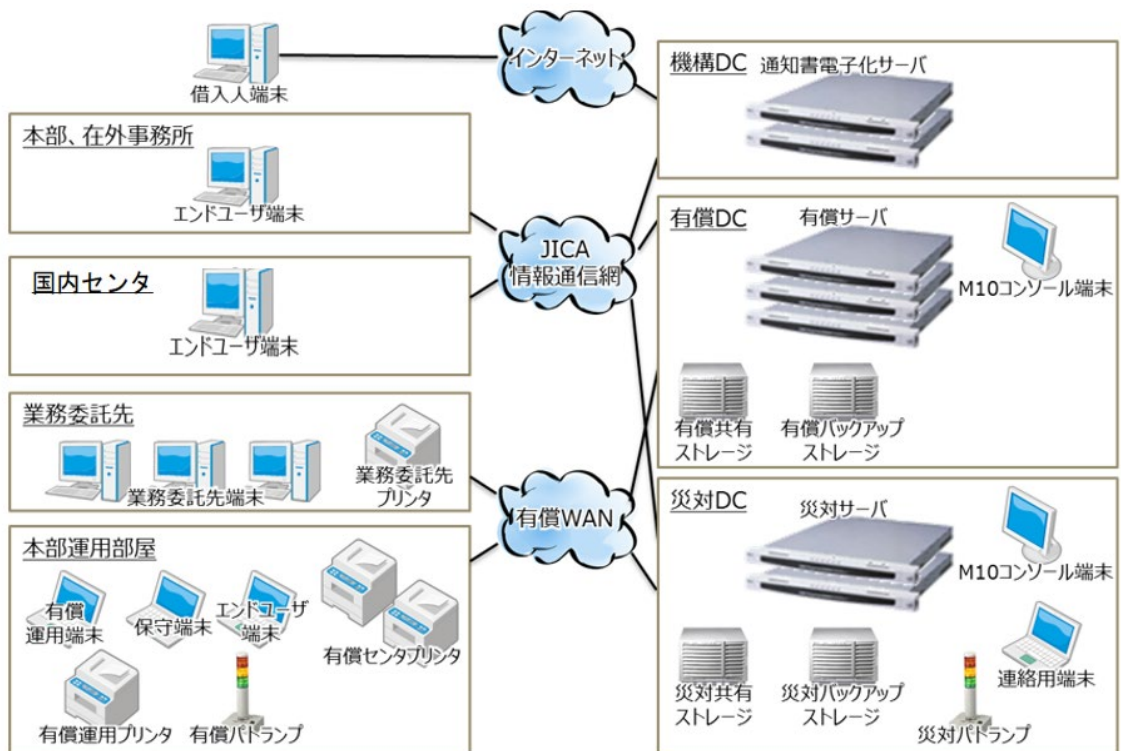 インターネット
借入人端末
本部、在外事務所
エンドユーザ端末
国内センタ
エンドユーザ端末
業務委託先
業務委託先端末
業務委託先
プリンタ
本部運用部屋
有償
運用端末
保守端末
エンドユーザ
端末
有償センタプリンタ
有償運用プリンタ
有償パトランプ
JICA
情報通信網
有償WAN
機構DC
通知書電子化サーバ
有償DC
有償サーバ
M10コンソール端末
有償共有
ストレージ
有償バックアップ
ストレージ
災対DC
災対サーバ
M10コンソール端末
災対共有
ストレージ
災対バックアップ
ストレージ
連絡用端末
災対パトランプ